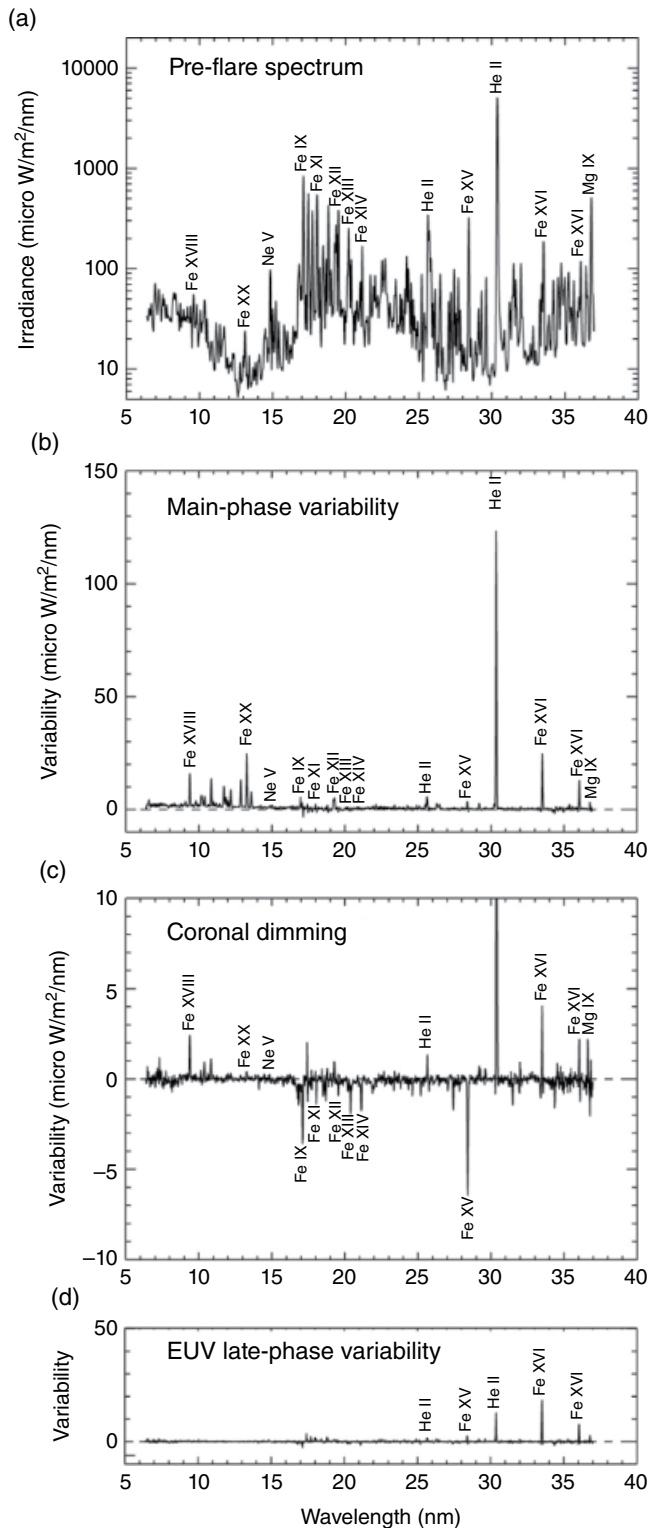 (a)
Pre-flare spectrum
Irradiance (micro W/m²/nm)
10000
1000
100
10
Fe XVIII
Fe XX
Ne V
Fe IX
Fe XI
Fe XII
Fe XIII
Fe XIV
He II
Fe XV
He II
Fe XVI
Fe XVI
Mg IX
5 10 15 20 25 30 35 40
(b)
Main-phase variability
Variability (micro W/m²/nm)
150
100
50
0
Fe XVIII
Fe XX
Ne V
Fe IX
Fe XI
Fe XII
Fe XIII
Fe XIV
He II
Fe XV
He II
Fe XVI
Fe XVI
Mg IX
5 10 15 20 25 30 35 40
(c)
Coronal dimming
Variability (micro W/m²/nm)
10
5
0
−5
−10
Fe XVIII
Fe XX
Ne V
Fe IX
Fe XI
Fe XII
Fe XIII
Fe XIV
He II
Fe XV
Fe XVI
Fe XVI
Mg IX
5 10 15 20 25 30 35 40
(d)
EUV late-phase variability
Variability
50
0
He II
Fe XV
He II
Fe XVI
Fe XVI
5 10 15 20 25 30 35 40
Wavelength (nm)